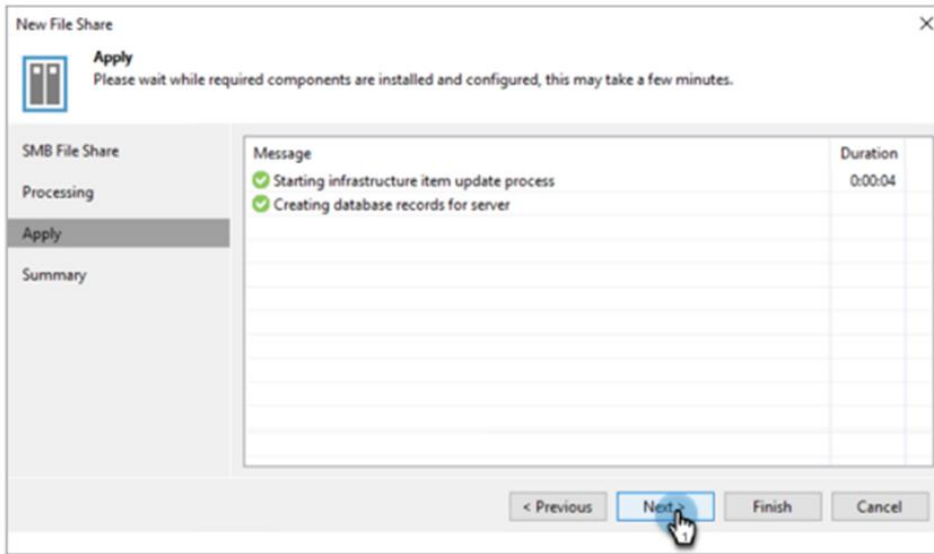 New File Share
Apply
Please wait while required components are installed and configured, this may take a few minutes.
SMB File Share
Processing
Apply
Summary
Message Duration
Starting infrastructure item update process 0:00:04
Creating database records for server
< Previous Next > Finish Cancel
1